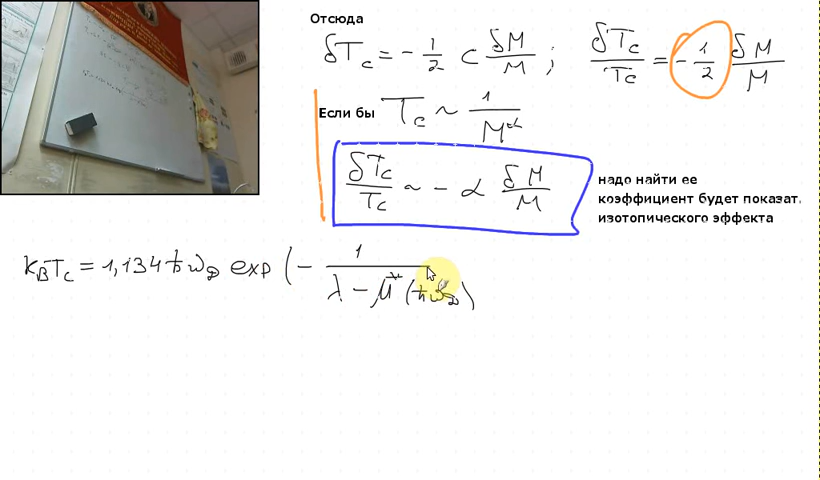 Отсюда
δT_c = - 1/2 c δM/M ; δT_c/T_c = - 1/2 δM/M
Если бы T_c ~ 1/M^α
δT_c/T_c ~ - α δM/M
надо найти ее
коэффициент будет показат.
изотопического эффекта
k_B T_c = 1,134 ħω_D exp (- 1/(λ - μ* (ħω_D)